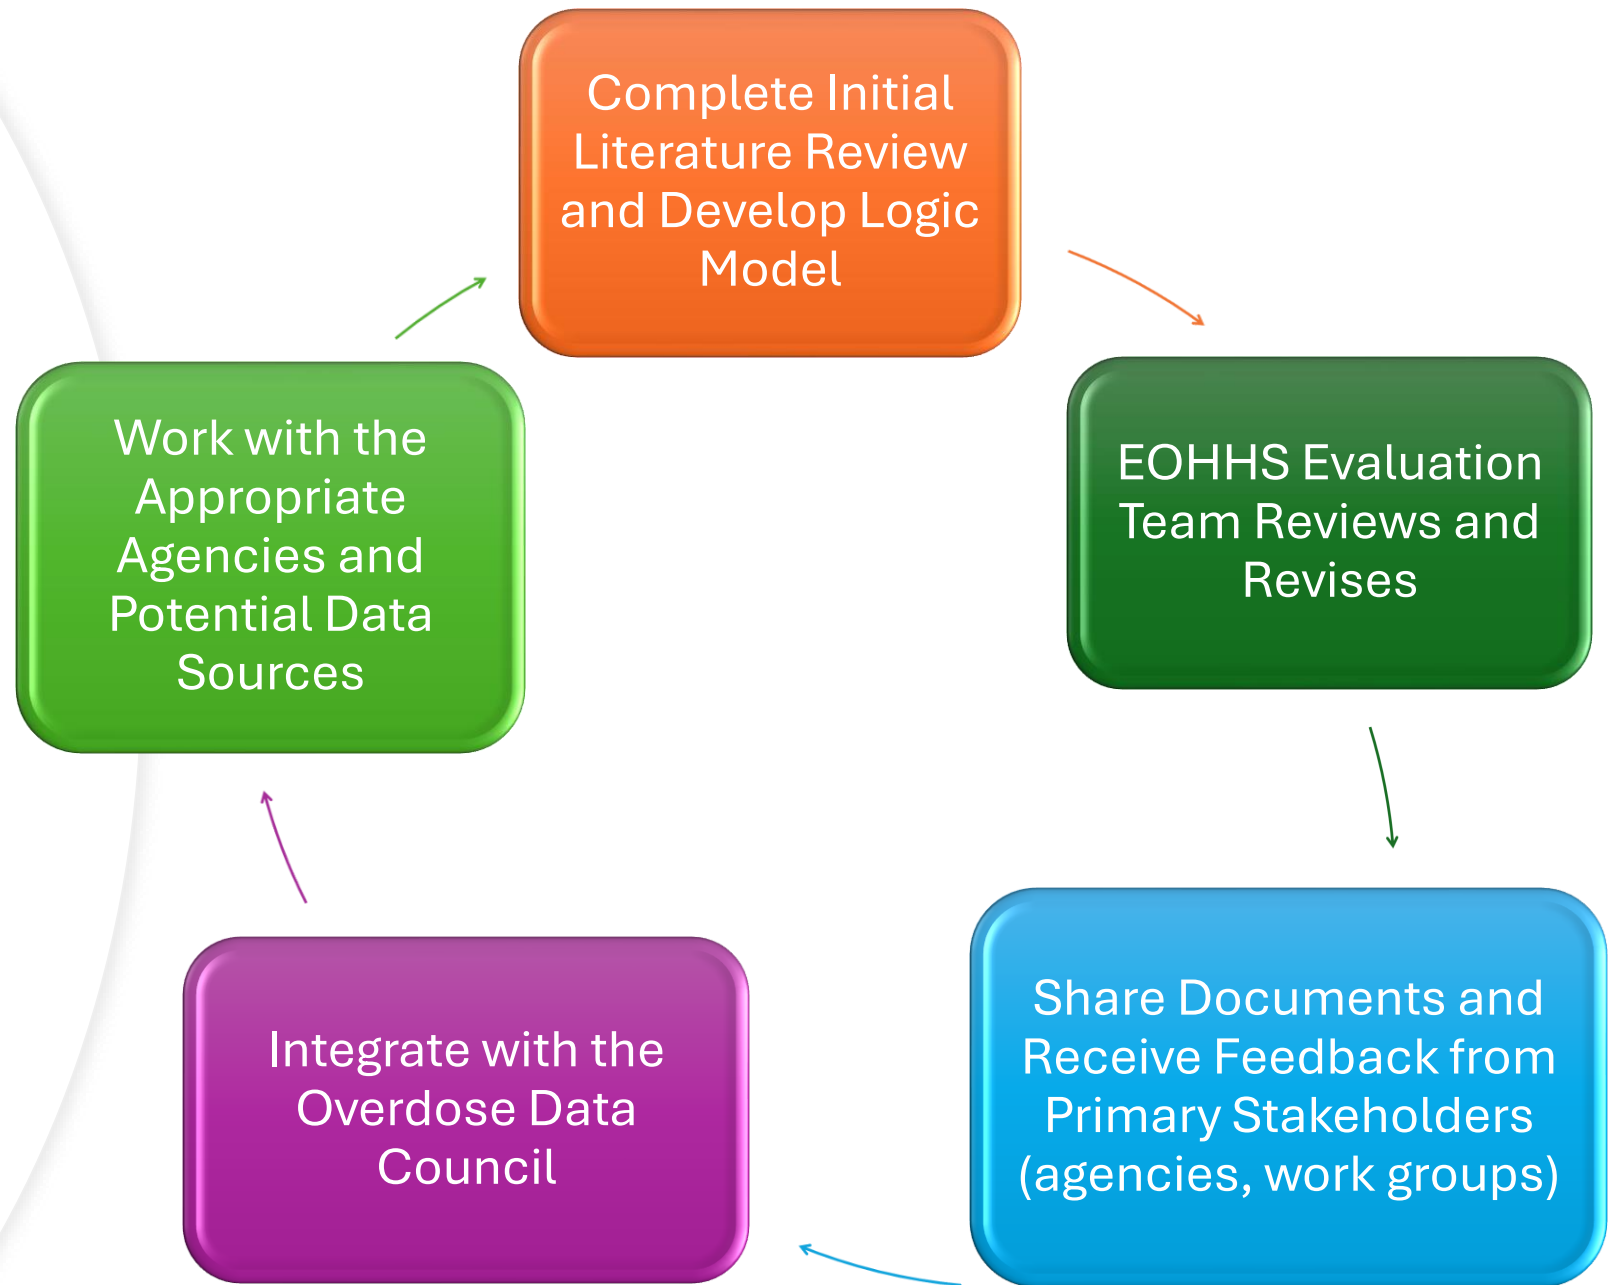 Complete Initial
Literature Review
and Develop Logic
Model
EOHHS Evaluation
Team Reviews and
Revises
Share Documents and
Receive Feedback from
Primary Stakeholders
(agencies, work groups)
Integrate with the
Overdose Data
Council
Work with the
Appropriate
Agencies and
Potential Data
Sources